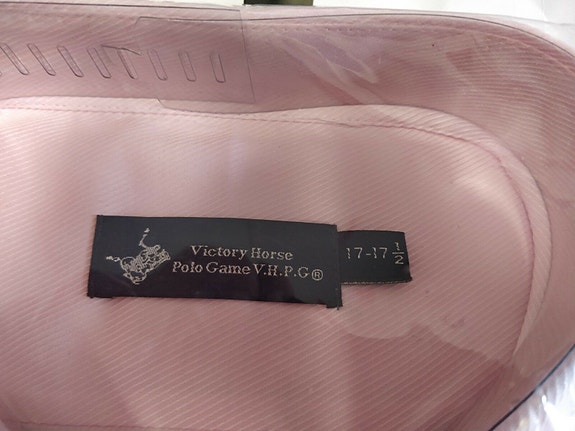 Victory Horse
Polo Game V.H.P.G®
17-17 1/2